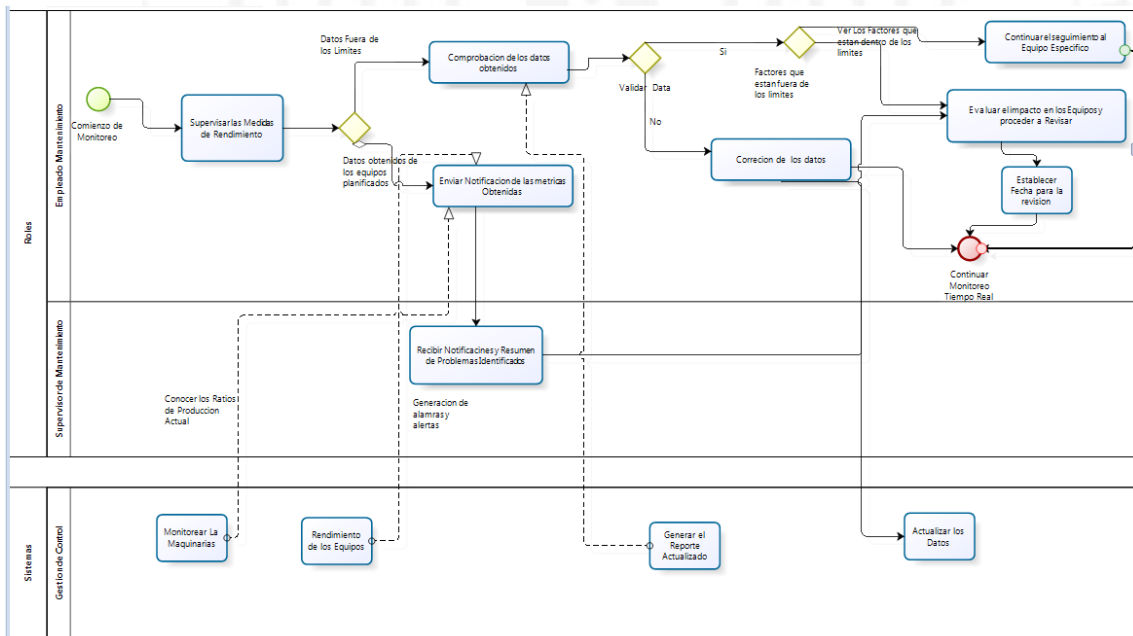 Roles
Empleado Mantenimiento
Comienzo de
Monitoreo
Supervisar las Medidas
de Rendimiento
Datos Fuera de
los Limites
Datos obtenidos de
los equipos
planificados
Comprobacion de los datos
obtenidos
Enviar Notificacion de las metricas
Obtenidas
Validar Data
Si
No
Factores que
estan fuera de
los limites
Ver Los Factores que
estan dentro de los
limites
Correcion de los datos
Continuar el seguimiento al
Equipo Especifico
Evaluar el impacto en los Equipos y
proceder a Revisar
Establecer
Fecha para la
revision
Continuar
Monitoreo
Tiempo Real
Supervisor de Mantenimiento
Recibir Notificacines y Resumen
de Problemas Identificados
Generacion de
alamras y
alertas
Conocer los Ratios
de Produccion
Actual
Sistemas
Gestion de Control
Monitorear La
Maquinarias
Rendimiento
de los Equipos
Generar el
Reporte
Actualizado
Actualizar los
Datos